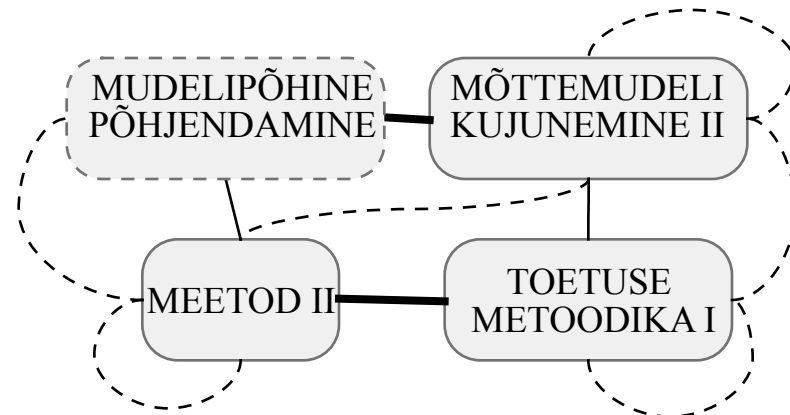 MUDELIPÕHINE
PÕHJENDAMINE
MÕTTEMUDELI
KUJUNEMINE II
MEETOD II
TOETUSE
METOODIKA I